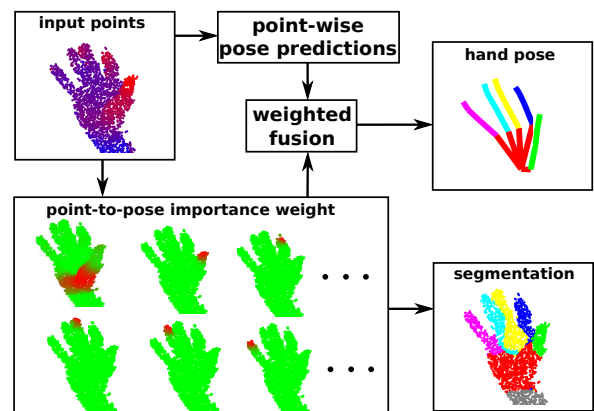 input points
point-wise
pose predictions
hand pose
weighted
fusion
point-to-pose importance weight
segmentation